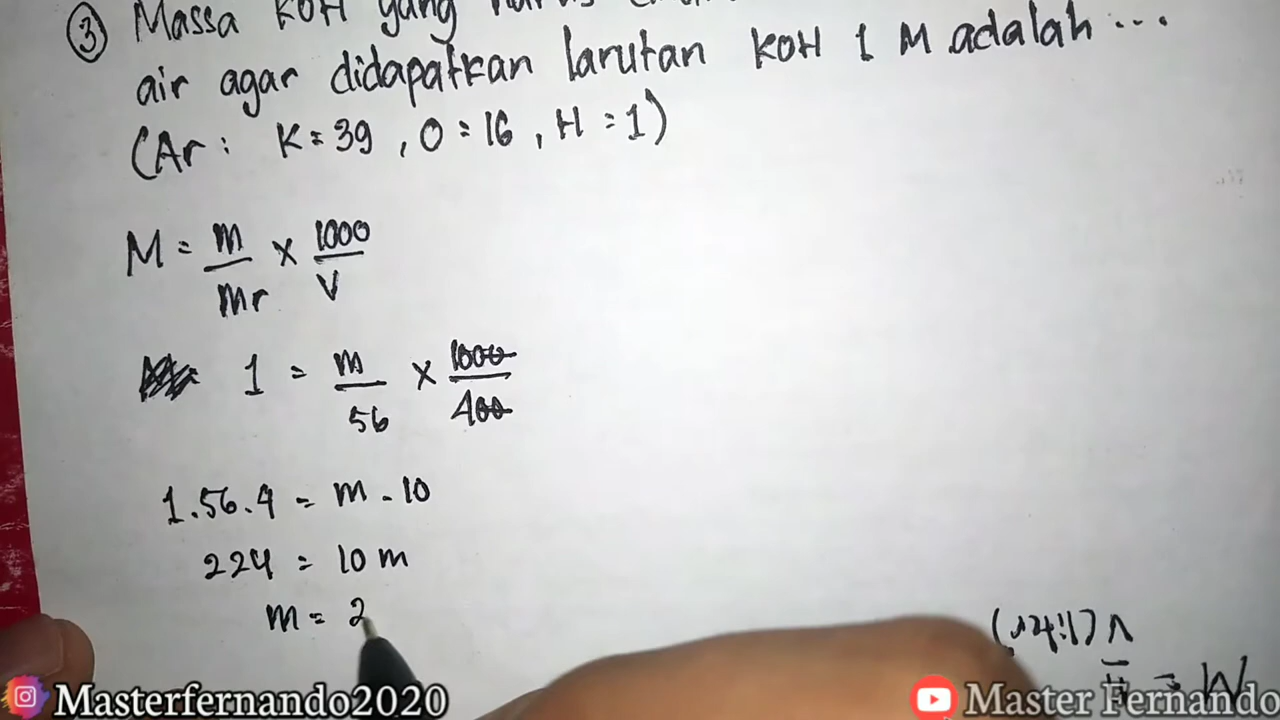 ③ Massa KOH yang
air agar didapatkan larutan KOH 1 M adalah ...
(Ar : K = 39 , O = 16 , H = 1)
M = m/Mr x 1000/V
1 = m/56 x 1000/400
1.56.4 = m . 10
224 = 10 m
m = 2
V (liter)
M = n
Masterfernando2020
Master Fernando